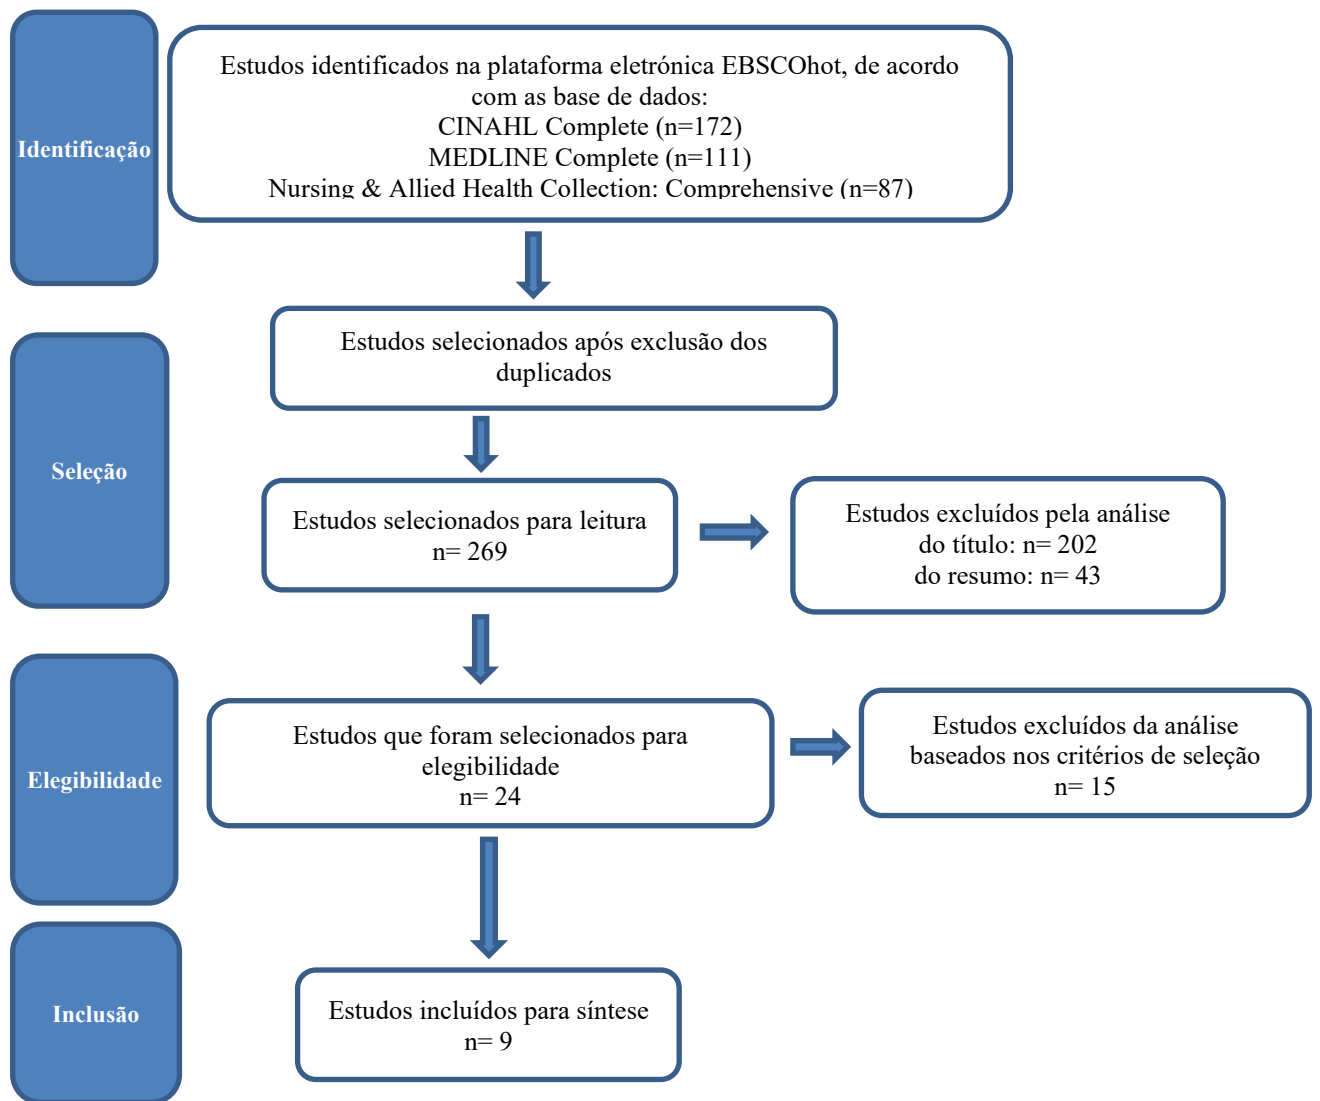 Identificação
Estudos identificados na plataforma eletrónica EBSCOhot, de acordo
com as base de dados:
CINAHL Complete (n=172)
MEDLINE Complete (n=111)
Nursing & Allied Health Collection: Comprehensive (n=87)
Estudos selecionados após exclusão dos
duplicados
Seleção
Estudos selecionados para leitura
n= 269
Estudos excluídos pela análise
do título: n= 202
do resumo: n= 43
Elegibilidade
Estudos que foram selecionados para
elegibilidade
n= 24
Estudos excluídos da análise
baseados nos critérios de seleção
n= 15
Inclusão
Estudos incluídos para síntese
n= 9